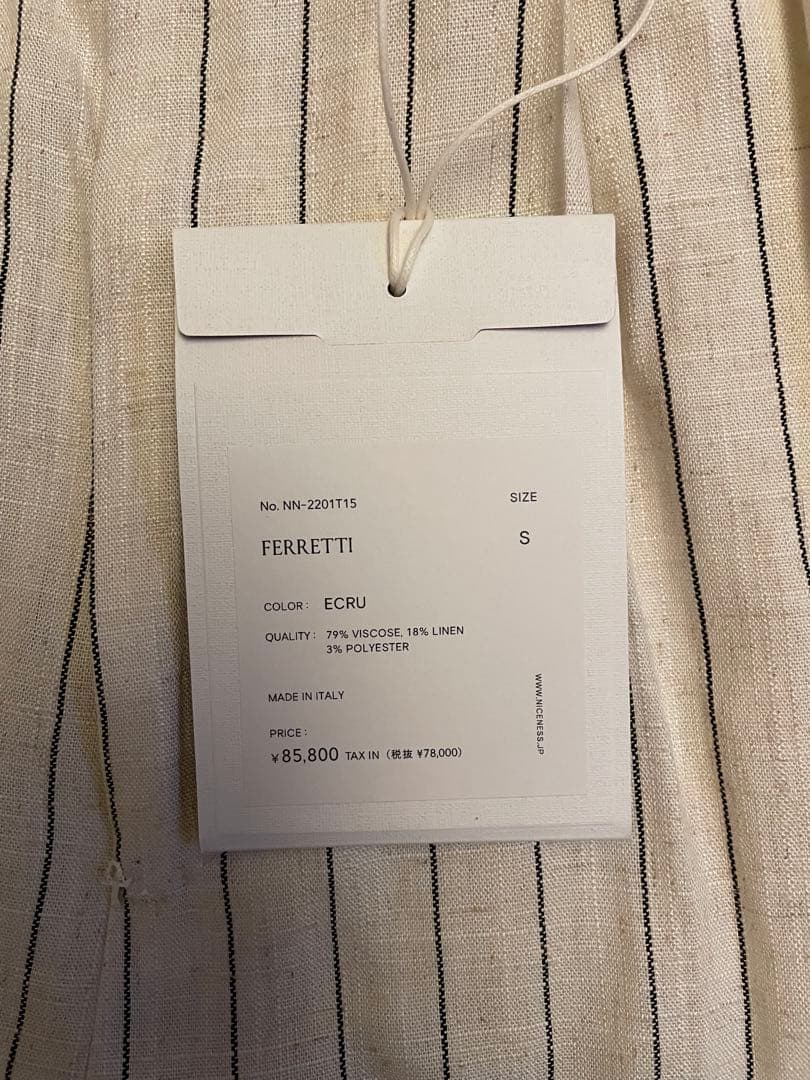 No. NN-2201T15
SIZE
FERRETTI
S
COLOR : ECRU
QUALITY : 79% VISCOSE, 18% LINEN
3% POLYESTER
MADE IN ITALY
PRICE :
¥85,800 TAX IN (税抜 ¥78,000)
WWW.NICENESS.JP